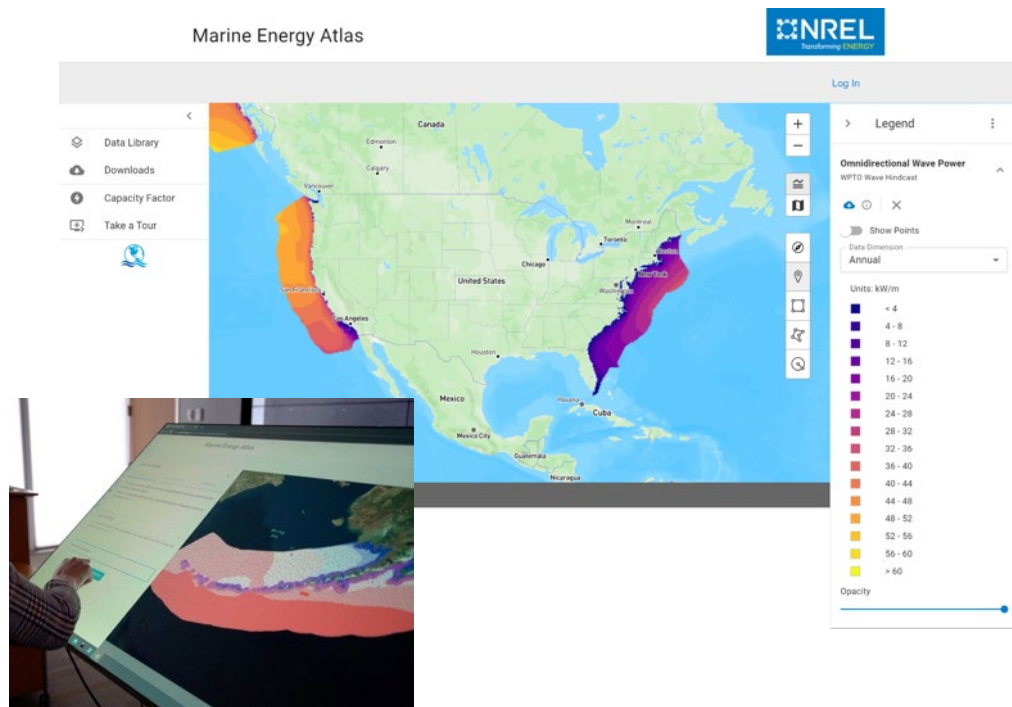 Marine Energy Atlas
NREL
Transforming ENERGY
Log In
Data Library
Downloads
Capacity Factor
Take a Tour
Canada
Edmonton
Calgary
Vancouver
Montreal
Toronto
Boston
Chicago
New York
United States
Washington
San Francisco
Los Angeles
Houston
Mexico
Havana
Cuba
Mexico City
Guatemala
Nicaragua
Legend
Omnidirectional Wave Power
WPTO Wave Hindcast
Show Points
Data Dimension
Annual
Units: kW/m
< 4
4 - 8
8 - 12
12 - 16
16 - 20
20 - 24
24 - 28
28 - 32
32 - 36
36 - 40
40 - 44
44 - 48
48 - 52
52 - 56
56 - 60
> 60
Opacity
Marine Energy Atlas